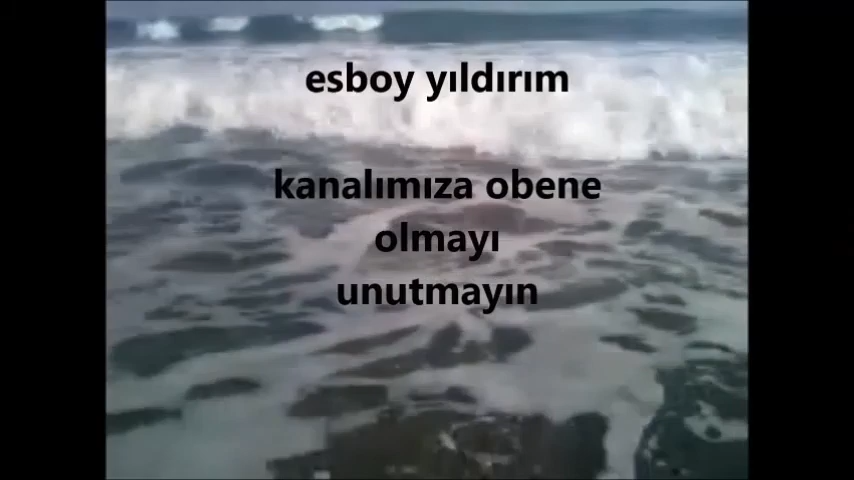 esboy yıldırım
kanalımıza obene
olmayı
unutmayın